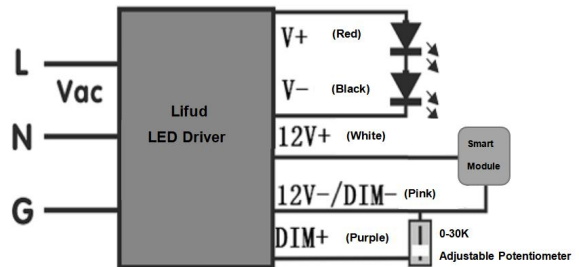 V+ (Red)
L
Vac
V- (Black)
Lifud
LED Driver
12V+ (White)
N
Smart
Module
G
12V-/DIM- (Pink)
DIM+ (Purple)
0-30K
Adjustable Potentiometer